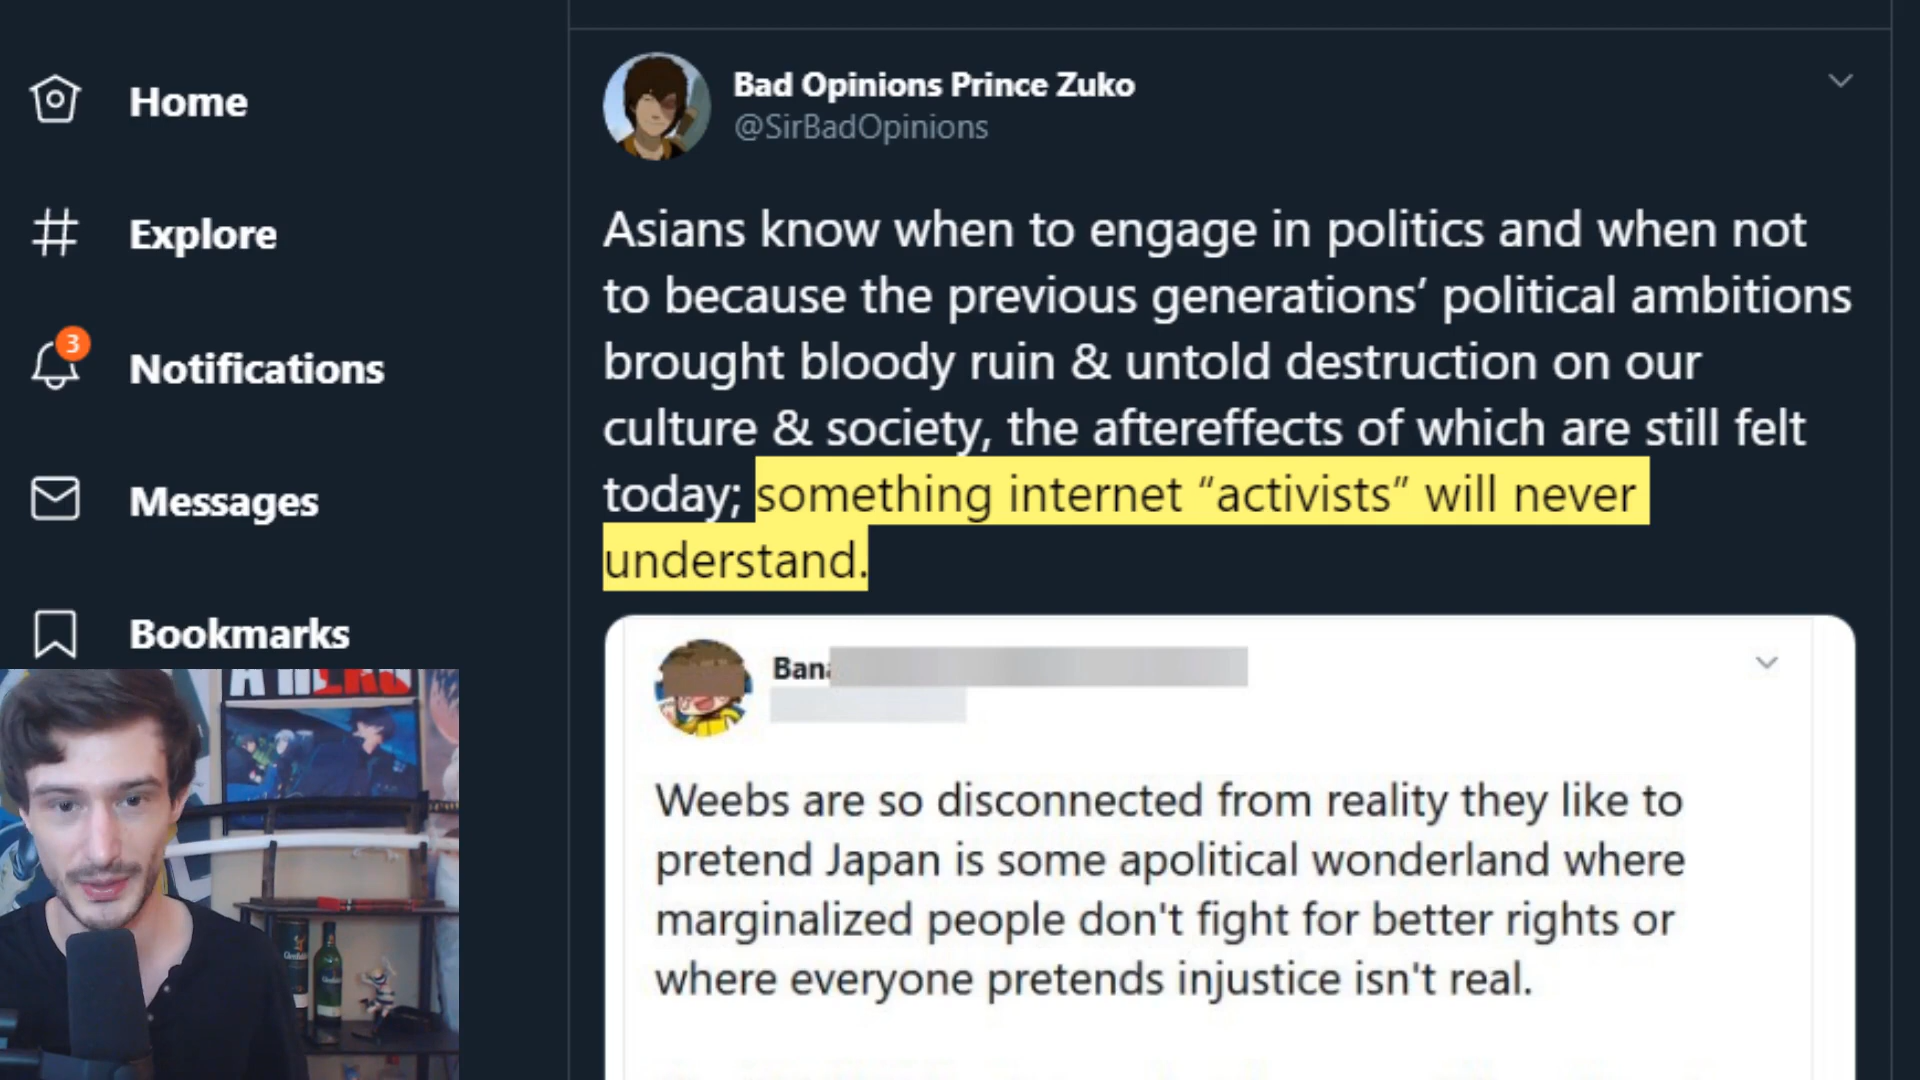 Home
Explore
3
Notifications
Messages
Bookmarks
Bad Opinions Prince Zuko
@SirBadOpinions
Asians know when to engage in politics and when not
to because the previous generations’ political ambitions
brought bloody ruin & untold destruction on our
culture & society, the aftereffects of which are still felt
today; something internet “activists” will never
understand.
Weebs are so disconnected from reality they like to
pretend Japan is some apolitical wonderland where
marginalized people don't fight for better rights or
where everyone pretends injustice isn't real.
A HERO